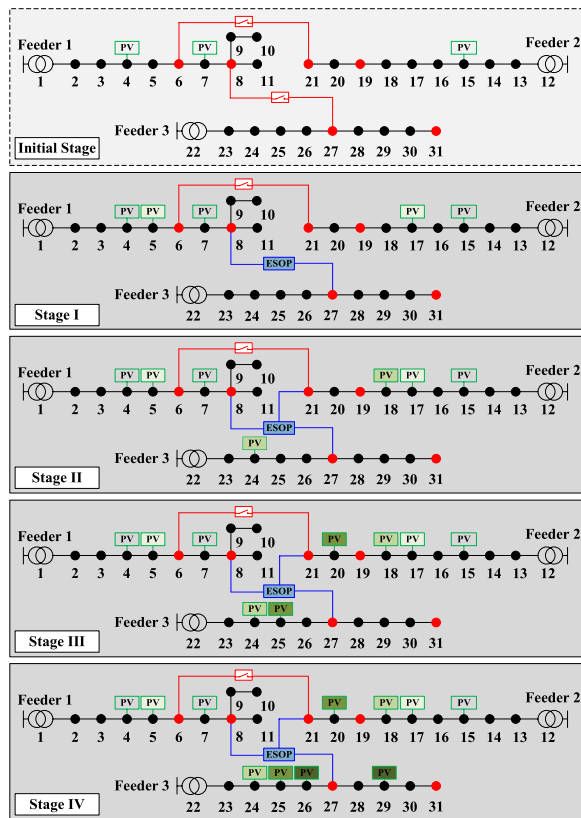 Feeder 1 PV PV 9 10 PV Feeder 2
1 2 3 4 5 6 7 8 11 21 20 19 18 17 16 15 14 13 12
Feeder 3
Initial Stage 22 23 24 25 26 27 28 29 30 31
Feeder 1 PV PV PV 9 10 PV PV Feeder 2
1 2 3 4 5 6 7 8 11 21 20 19 18 17 16 15 14 13 12
ESOP
Feeder 3
Stage I 22 23 24 25 26 27 28 29 30 31
Feeder 1 PV PV PV 9 10 PV PV PV Feeder 2
1 2 3 4 5 6 7 8 11 21 20 19 18 17 16 15 14 13 12
ESOP
Feeder 3 PV
Stage II 22 23 24 25 26 27 28 29 30 31
Feeder 1 PV PV PV 9 10 PV PV PV PV Feeder 2
1 2 3 4 5 6 7 8 11 21 20 19 18 17 16 15 14 13 12
ESOP
Feeder 3 PV PV
Stage III 22 23 24 25 26 27 28 29 30 31
Feeder 1 PV PV PV 9 10 PV PV PV PV Feeder 2
1 2 3 4 5 6 7 8 11 21 20 19 18 17 16 15 14 13 12
ESOP
Feeder 3 PV PV PV PV
Stage IV 22 23 24 25 26 27 28 29 30 31